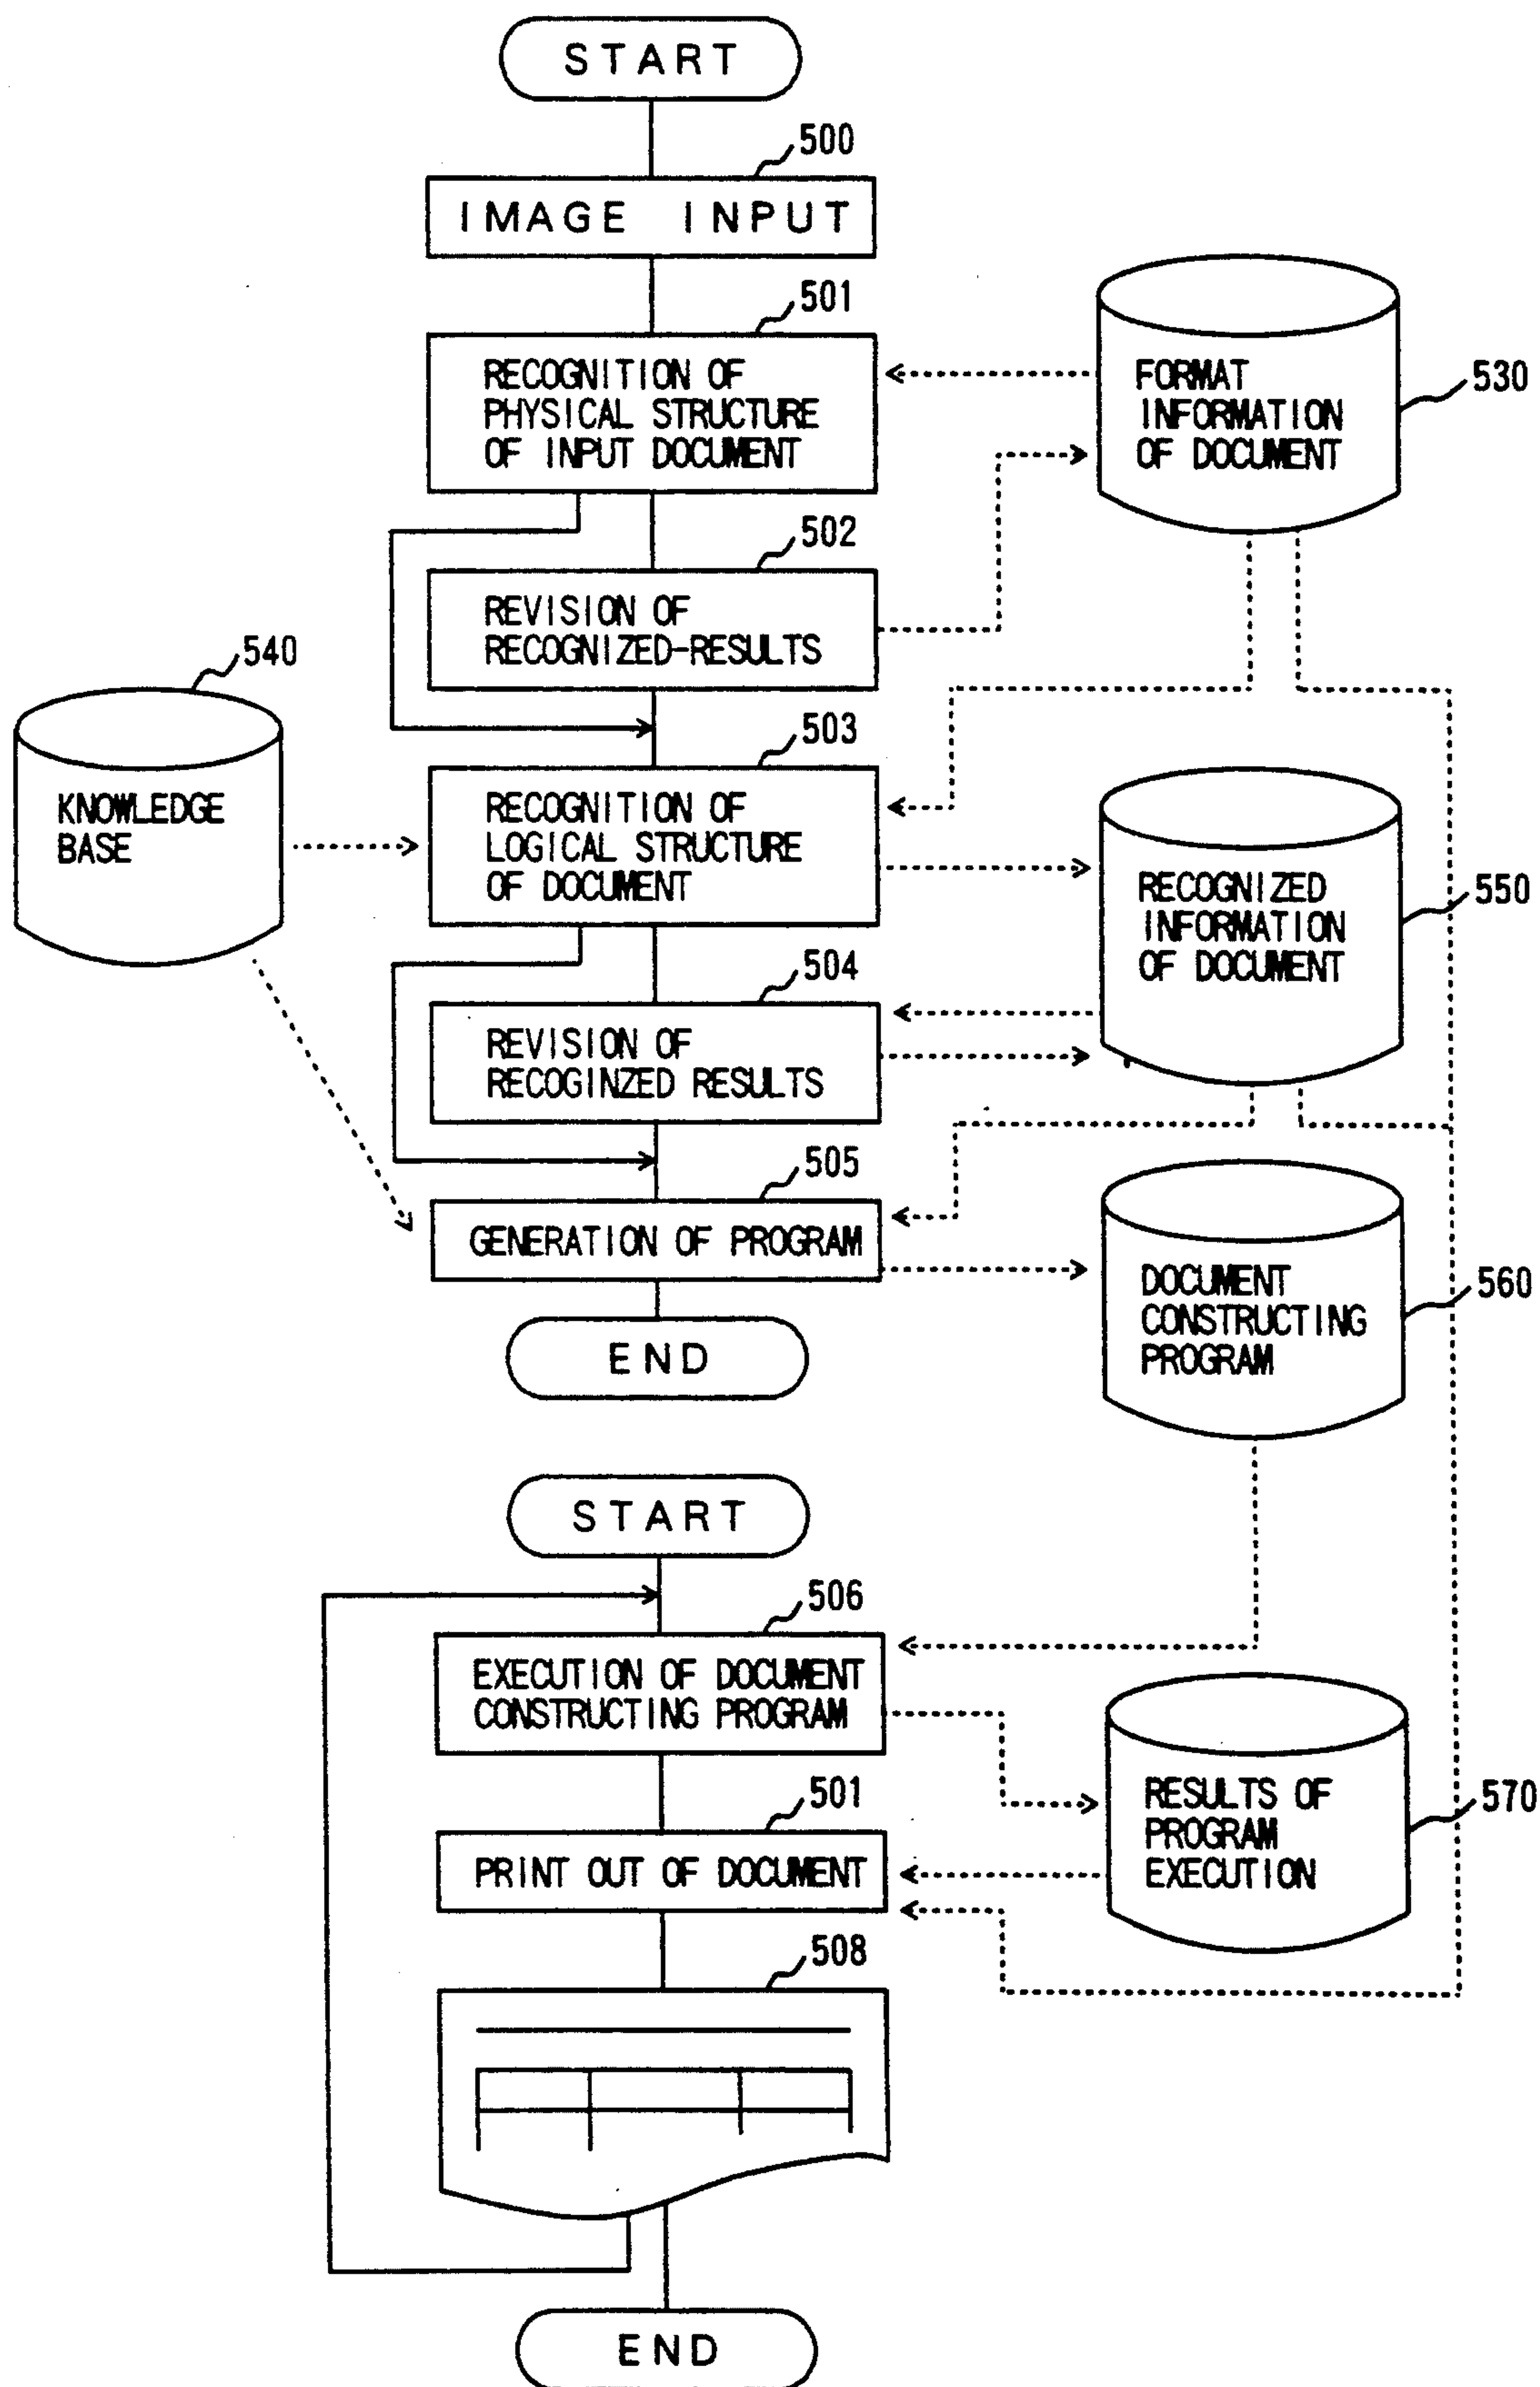 START
500
IMAGE INPUT
501
RECOGNITION OF
PHYSICAL STRUCTURE
OF INPUT DOCUMENT
FORMAT
INFORMATION
OF DOCUMENT
530
502
REVISION OF
RECOGNIZED-RESULTS
540
KNOWLEDGE
BASE
503
RECOGNITION OF
LOGICAL STRUCTURE
OF DOCUMENT
RECOGNIZED
INFORMATION
OF DOCUMENT
550
504
REVISION OF
RECOGINZED RESULTS
505
GENERATION OF PROGRAM
DOCUMENT
CONSTRUCTING
PROGRAM
560
END
START
506
EXECUTION OF DOCUMENT
CONSTRUCTING PROGRAM
RESULTS OF
PROGRAM
EXECUTION
570
501
PRINT OUT OF DOCUMENT
508
END